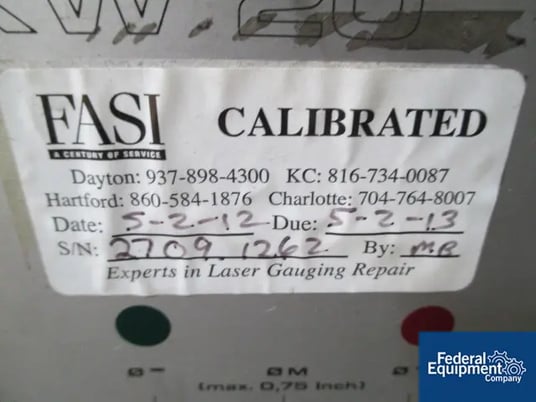 FASI
A CENTURY OF SERVICE
CALIBRATED
Dayton: 937-898-4300 KC: 816-734-0087
Hartford: 860-584-1876 Charlotte: 704-764-8007
Date: 5-2-12 Due: 5-2-13
S/N: 2709.1262 By: MB
Experts in Laser Gauging Repair
Ø− ØM Ø
(max. 0,75 inch)
Federal
Equipment
Company